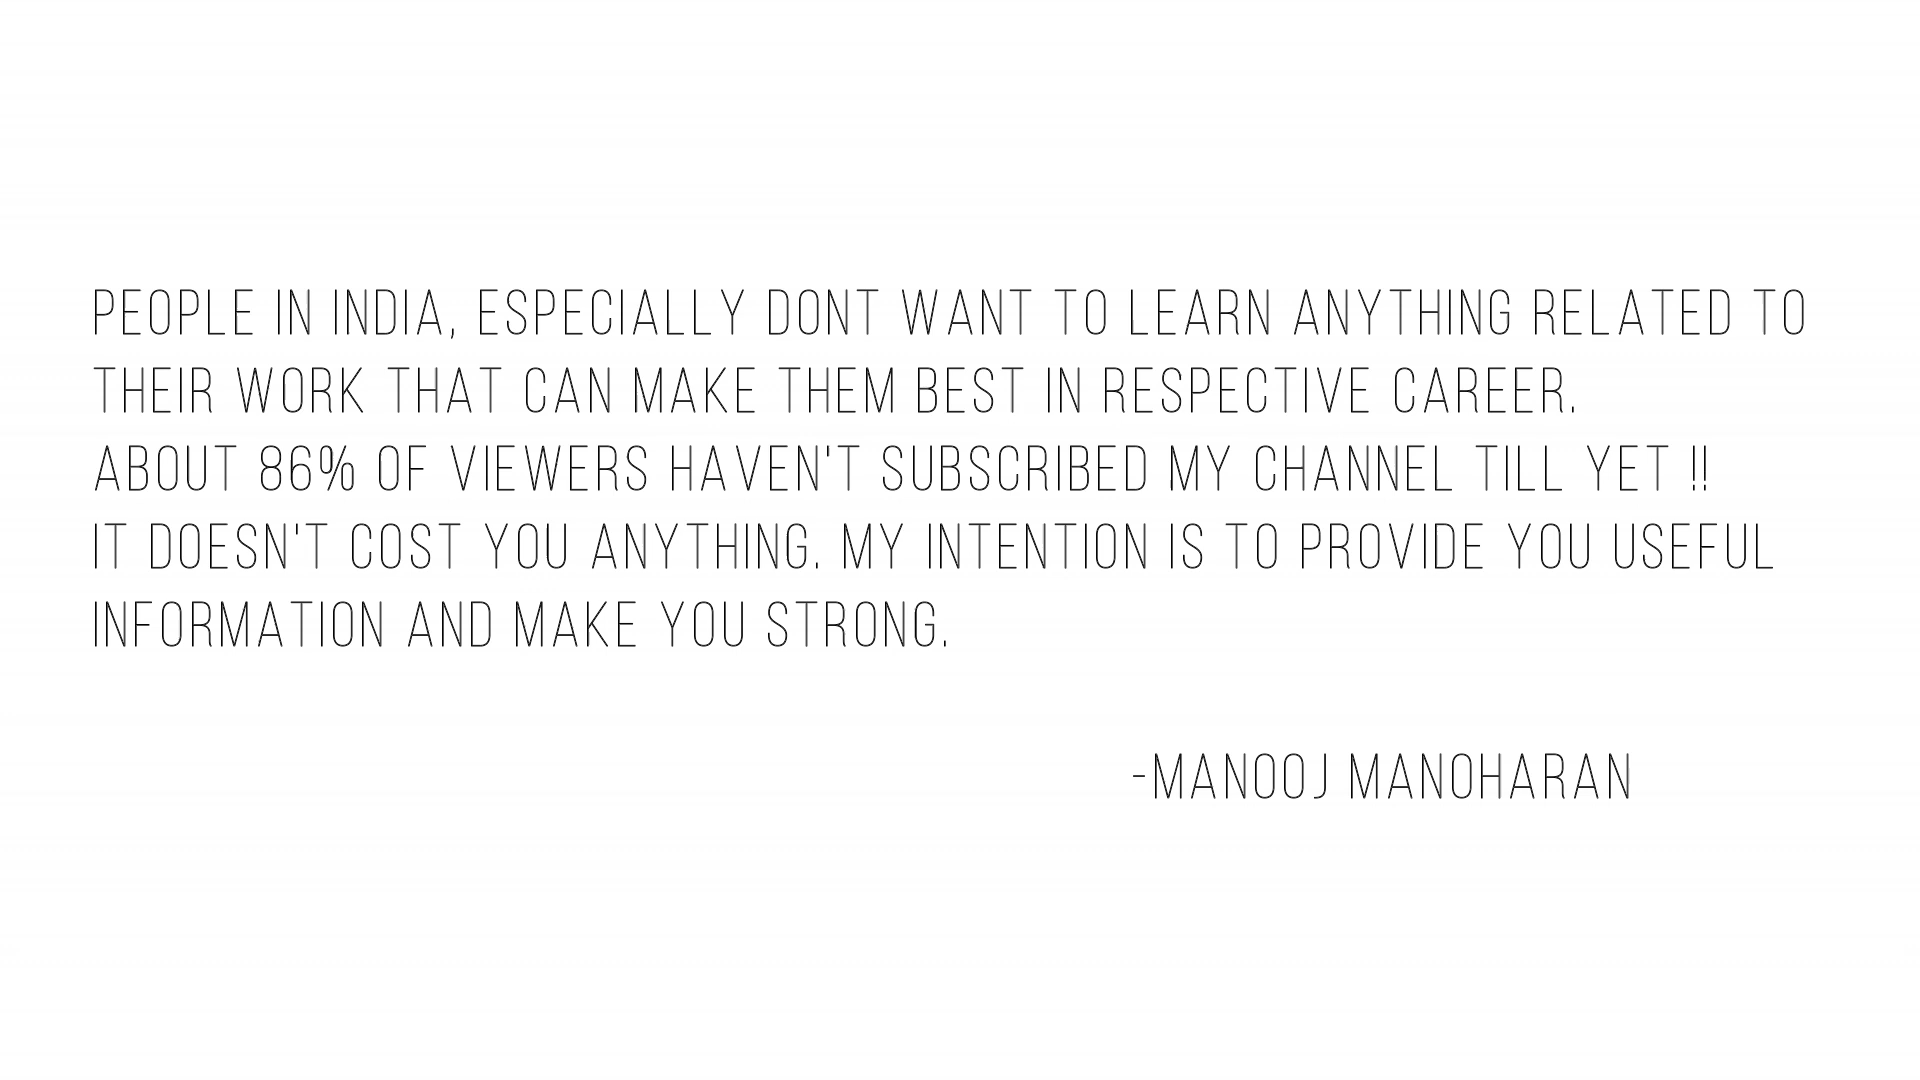 PEOPLE IN INDIA, ESPECIALLY DONT WANT TO LEARN ANYTHING RELATED TO
THEIR WORK THAT CAN MAKE THEM BEST IN RESPECTIVE CAREER.
ABOUT 86% OF VIEWERS HAVEN'T SUBSCRIBED MY CHANNEL TILL YET !!
IT DOESN'T COST YOU ANYTHING. MY INTENTION IS TO PROVIDE YOU USEFUL
INFORMATION AND MAKE YOU STRONG.
-MANOOJ MANOHARAN